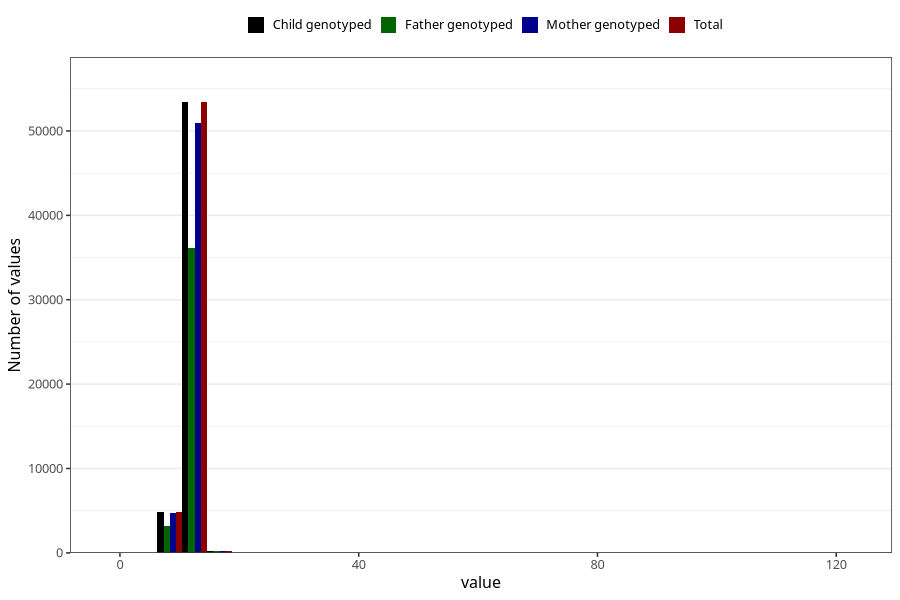 Child genotyped Father genotyped Mother genotyped Total
Number of values
50000
40000
30000
20000
10000
0
0 40 80 120
value